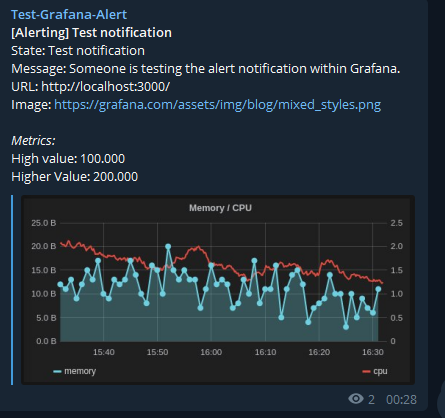 Test-Grafana-Alert
[Alerting] Test notification
State: Test notification
Message: Someone is testing the alert notification within Grafana.
URL: http://localhost:3000/
Image: https://grafana.com/assets/img/blog/mixed_styles.png
Metrics:
High value: 100.000
Higher Value: 200.000
Memory / CPU
25.0 B 2.5
20.0 B 2.0
15.0 B 1.5
10.0 B 1.0
5.0 B 0.5
0.0 B 0
15:40 15:50 16:00 16:10 16:20 16:30
memory cpu
2 00:28